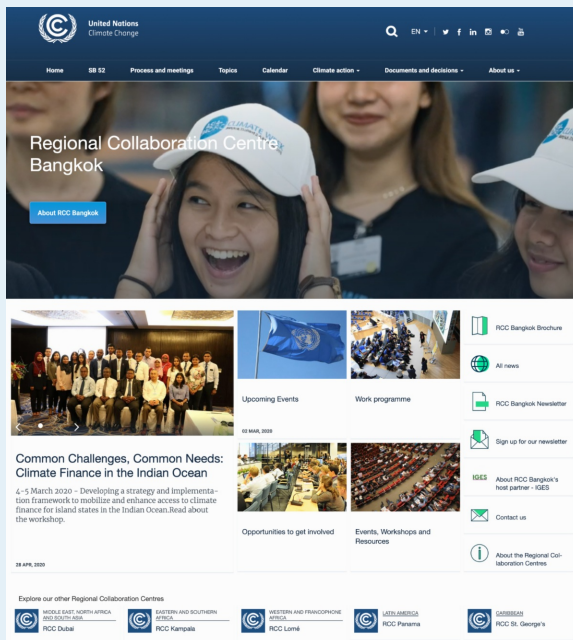 United Nations
Climate Change
EN
Home SB 52 Process and meetings Topics Calendar Climate action Documents and decisions About us
CLIMATE WEEK
Regional Collaboration Centre
Bangkok
About RCC Bangkok
Common Challenges, Common Needs:
Climate Finance in the Indian Ocean
4–5 March 2020 – Developing a strategy and implementa-
tion framework to mobilize and enhance access to climate
finance for island states in the Indian Ocean.Read about
the workshop.
28 APR, 2020
Upcoming Events
02 MAR, 2020
Work programme
Opportunities to get involved
Events, Workshops and
Resources
RCC Bangkok Brochure
All news
RCC Bangkok Newsletter
Sign up for our newsletter
IGES
About RCC Bangkok's
host partner - IGES
Contact us
About the Regional Col-
laboration Centres
Explore our other Regional Collaboration Centres
MIDDLE EAST, NORTH AFRICA
AND SOUTH ASIA
RCC Dubai
EASTERN AND SOUTHERN
AFRICA
RCC Kampala
WESTERN AND FRANCOPHONE
AFRICA
RCC Lomé
LATIN AMERICA
RCC Panama
CARIBBEAN
RCC St. George's